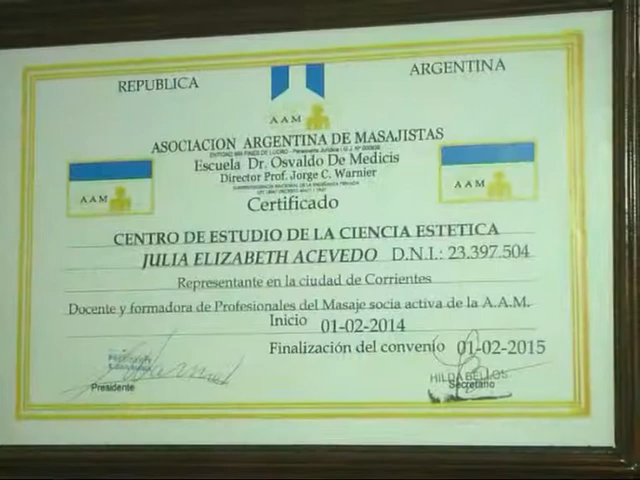 REPUBLICA
ARGENTINA
AAM
ASOCIACION ARGENTINA DE MASAJISTAS
Escuela Dr. Osvaldo De Medicis
Director Prof. Jorge C. Warnier
AAM
AAM
Certificado
CENTRO DE ESTUDIO DE LA CIENCIA ESTETICA
JULIA ELIZABETH ACEVEDO D.N.I.: 23.397.504
Representante en la ciudad de Corrientes
Docente y formadora de Profesionales del Masaje socia activa de la A.A.M.
Inicio 01-02-2014
Finalización del convenio 01-02-2015
Presidente
HILDA BELLOS
Secretario